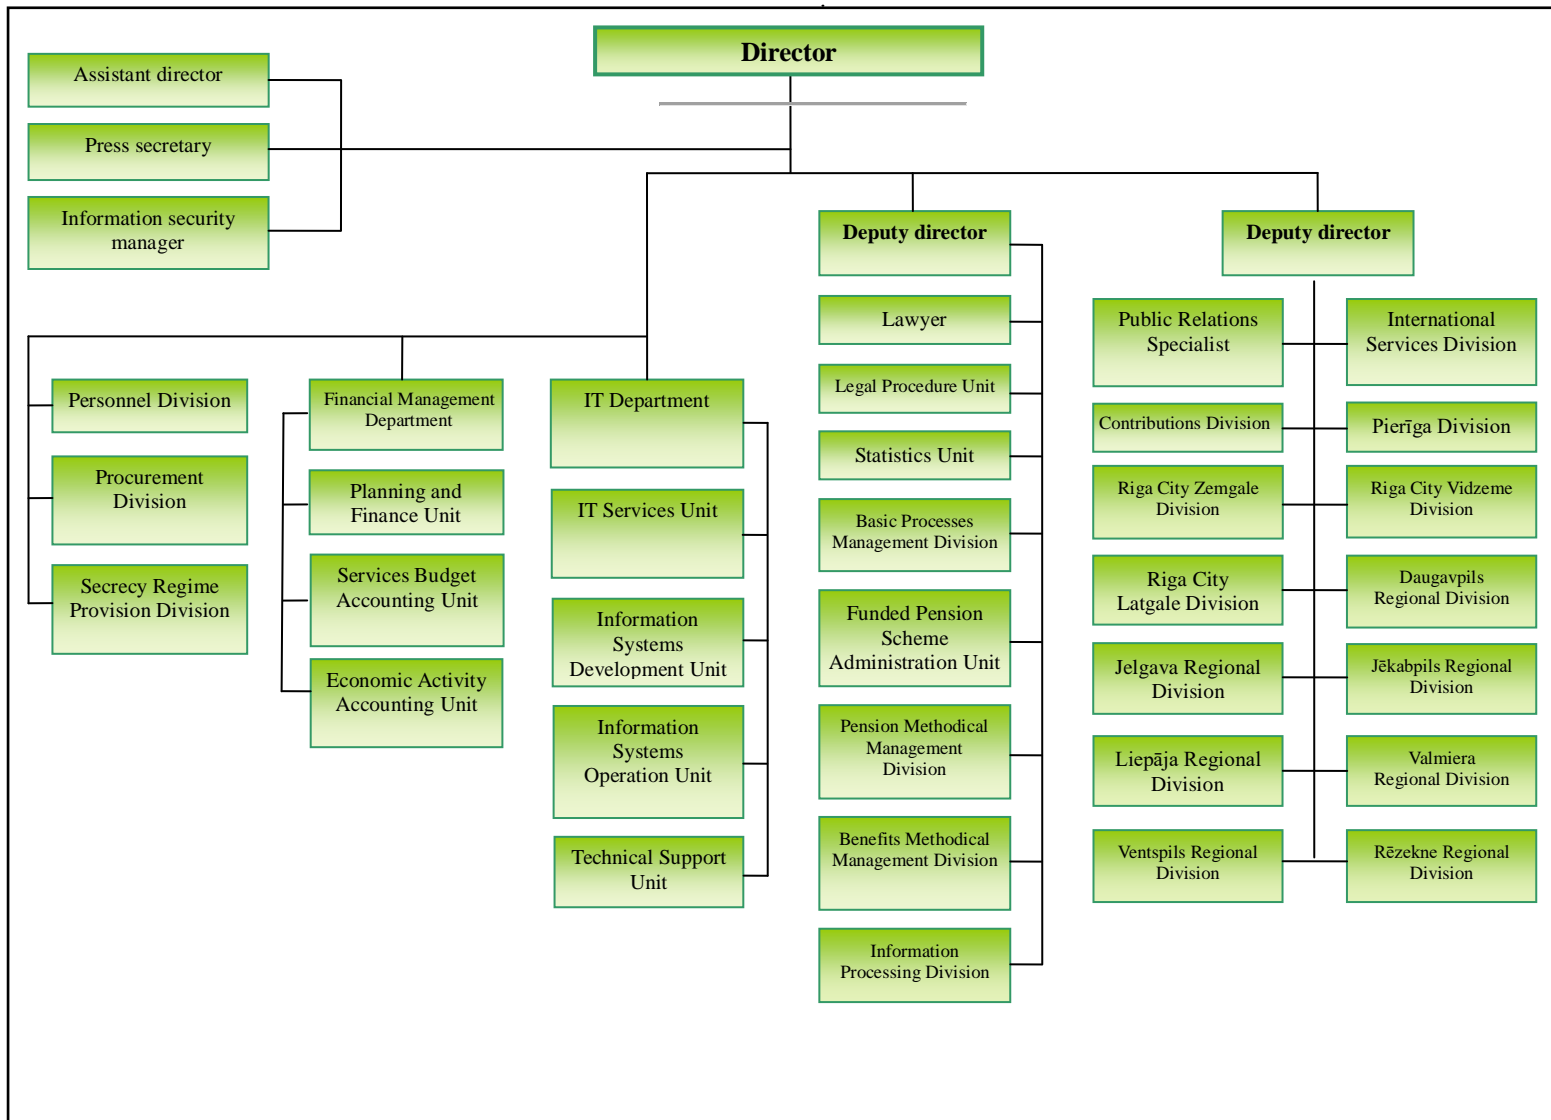 Director
Assistant director
Press secretary
Information security
manager
Deputy director
Lawyer
Legal Procedure Unit
Statistics Unit
Basic Processes
Management Division
Funded Pension
Scheme
Administration Unit
Pension Methodical
Management
Division
Benefits Methodical
Management Division
Information
Processing Division
Deputy director
Public Relations
Specialist
International
Services Division
Contributions Division
Pierīga Division
Riga City Zemgale
Division
Riga City Vidzeme
Division
Riga City
Latgale Division
Daugavpils
Regional Division
Jelgava Regional
Division
Jēkabpils Regional
Division
Liepāja Regional
Division
Valmiera
Regional Division
Ventspils Regional
Division
Rēzekne Regional
Division
Personnel Division
Procurement
Division
Secrecy Regime
Provision Division
Financial Management
Department
Planning and
Finance Unit
Services Budget
Accounting Unit
Economic Activity
Accounting Unit
IT Department
IT Services Unit
Information
Systems
Development Unit
Information
Systems
Operation Unit
Technical Support
Unit